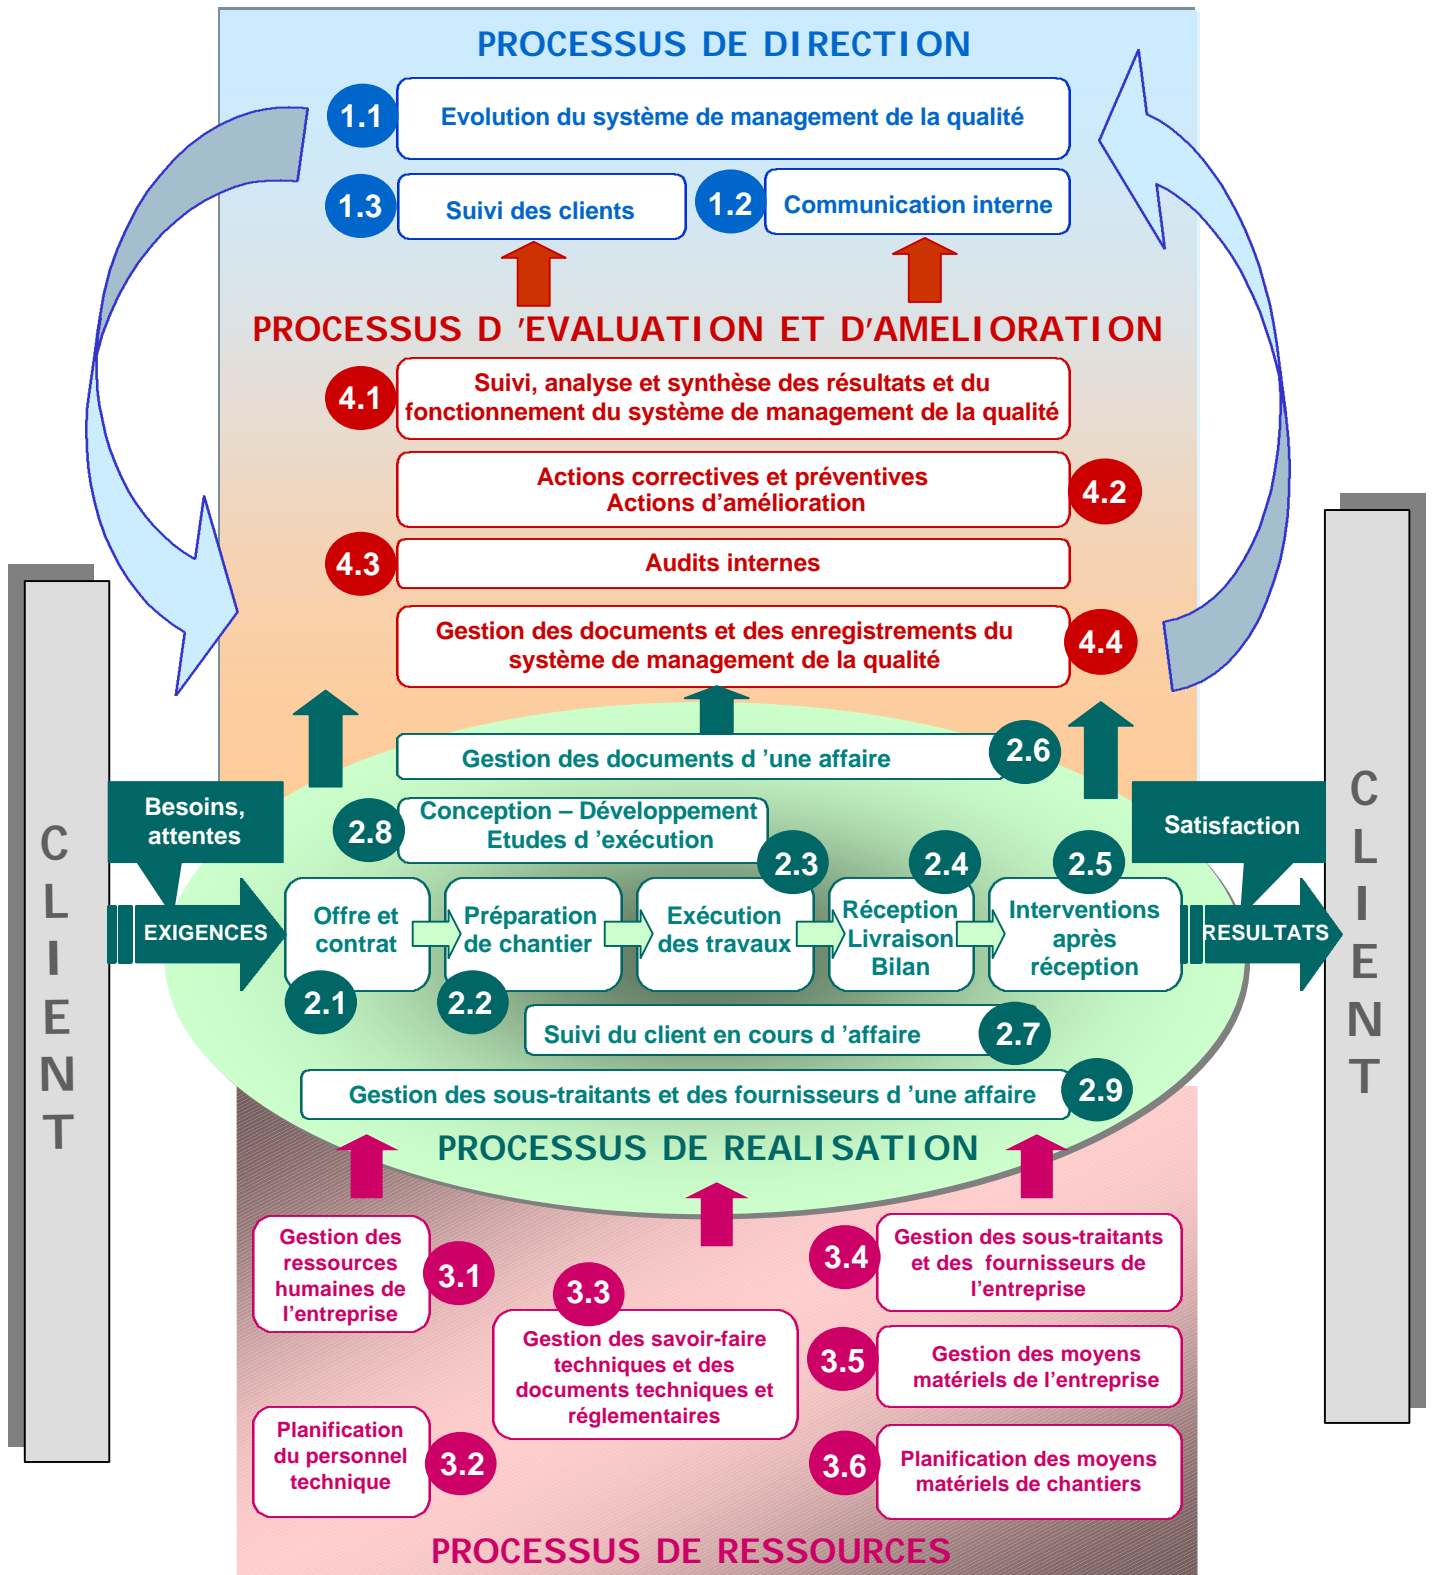 PROCESSUS DE DIRECTION
1.1
Evolution du système de management de la qualité
1.3
Suivi des clients
1.2
Communication interne
PROCESSUS D 'EVALUATION ET D'AMELIORATION
4.1
Suivi, analyse et synthèse des résultats et du
fonctionnement du système de management de la qualité
Actions correctives et préventives
Actions d'amélioration
4.2
4.3
Audits internes
Gestion des documents et des enregistrements du
système de management de la qualité
4.4
Gestion des documents d 'une affaire
2.6
CLIENT
Besoins,
attentes
EXIGENCES
2.8
Conception – Développement
Etudes d 'exécution
2.3
2.4
2.5
Offre et
contrat
2.1
Préparation
de chantier
2.2
Exécution
des travaux
Réception
Livraison
Bilan
Interventions
après
réception
Satisfaction
RESULTATS
CLIENT
Suivi du client en cours d 'affaire
2.7
Gestion des sous-traitants et des fournisseurs d 'une affaire
2.9
PROCESSUS DE REALISATION
Gestion des
ressources
humaines de
l'entreprise
3.1
Planification
du personnel
technique
3.2
3.3
Gestion des savoir-faire
techniques et des
documents techniques et
réglementaires
3.4
Gestion des sous-traitants
et des fournisseurs de
l'entreprise
3.5
Gestion des moyens
matériels de l'entreprise
3.6
Planification des moyens
matériels de chantiers
PROCESSUS DE RESSOURCES